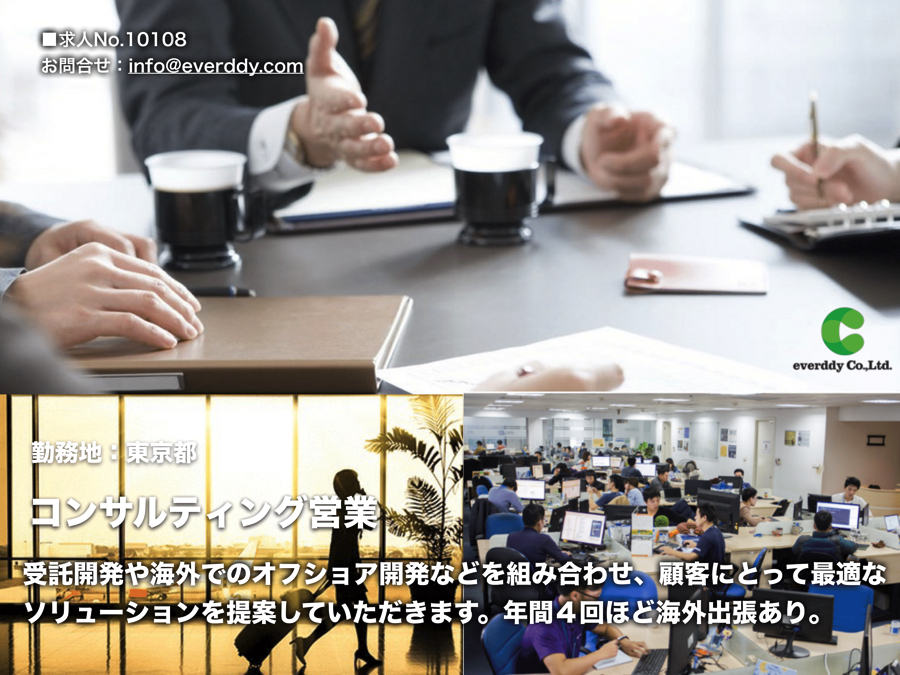 ■求人No.10108
お問合せ：info@everddy.com
everddy Co.,Ltd.
勤務地：東京都
コンサルティング営業
受託開発や海外でのオフショア開発などを組み合わせ、顧客にとって最適な
ソリューションを提案していただきます。年間４回ほど海外出張あり。